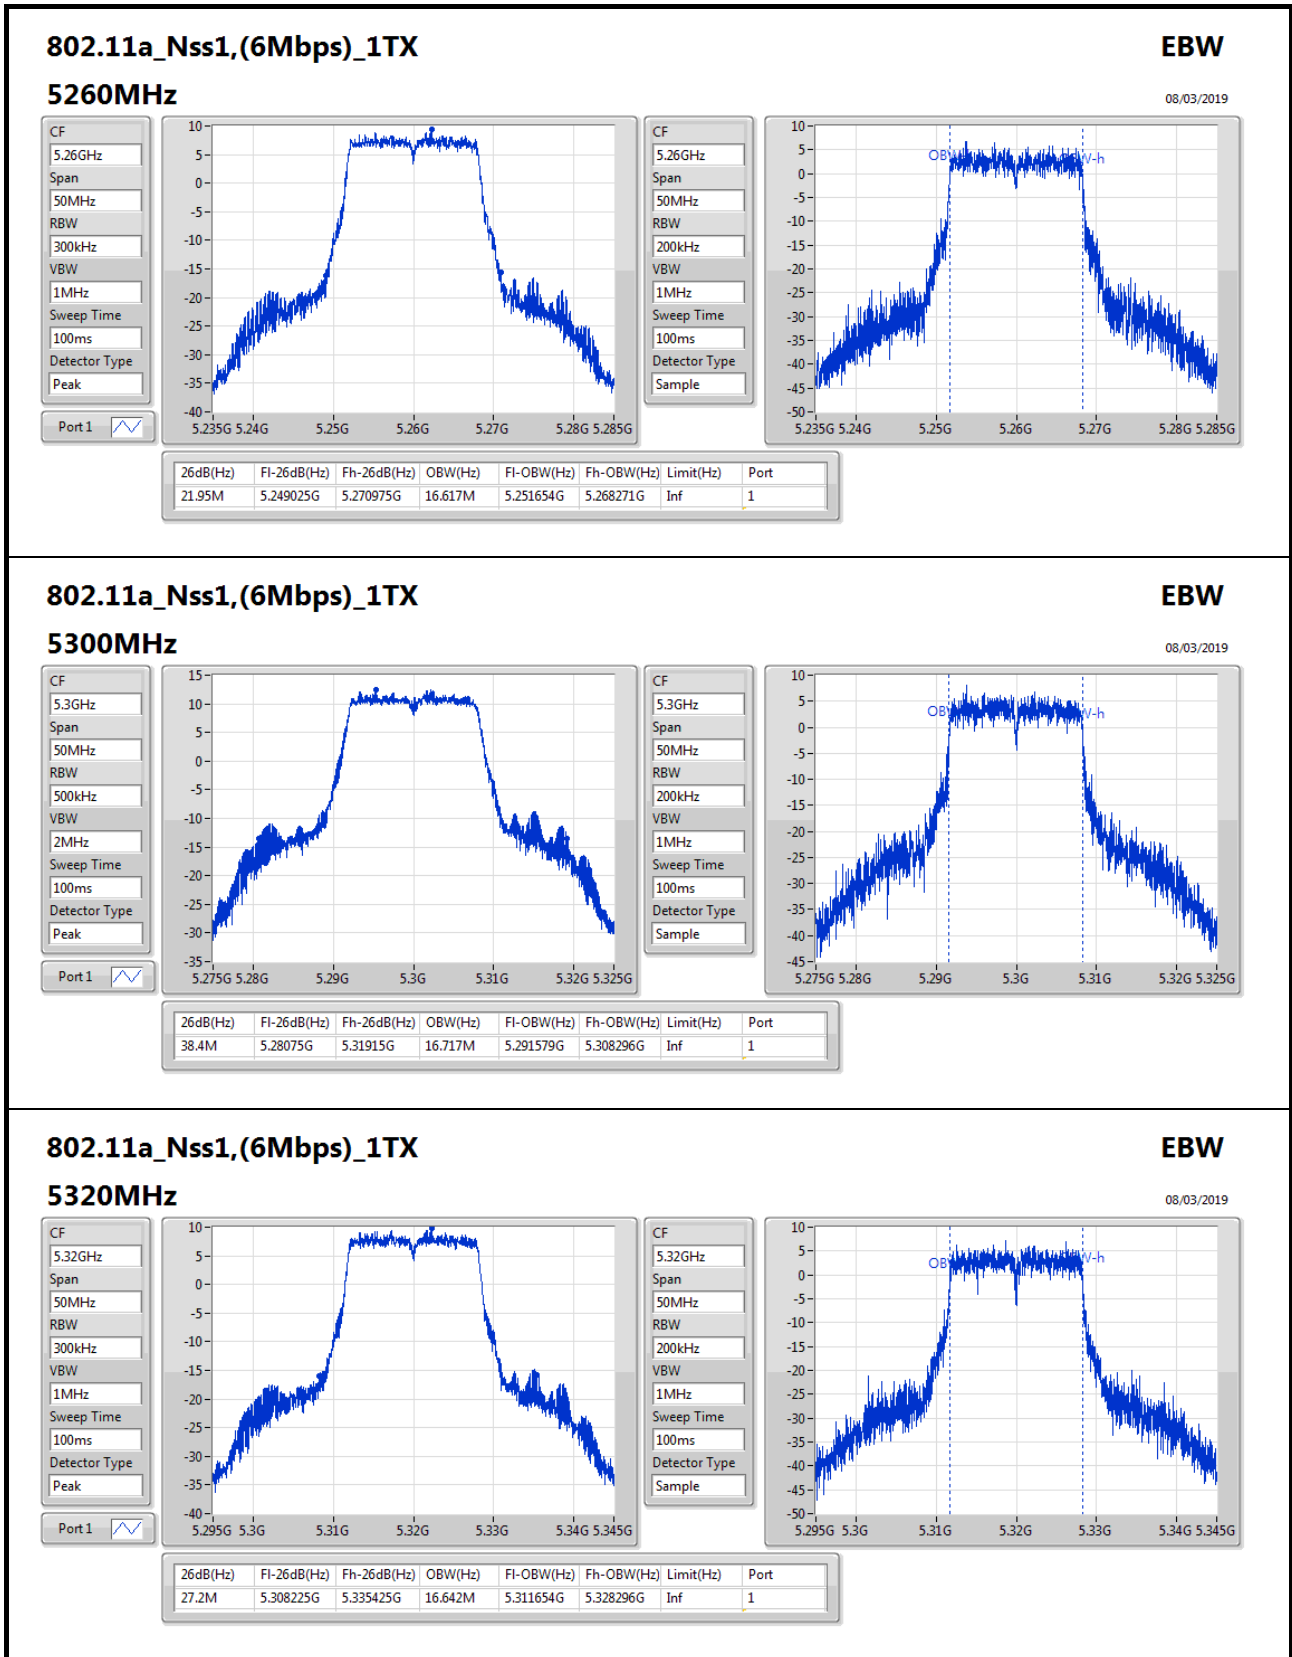 802.11a_Nss1,(6Mbps)_1TX EBW
5260MHz 08/03/2019
CF
5.26GHz
Span
50MHz
RBW
300kHz
VBW
1MHz
Sweep Time
100ms
Detector Type
Peak
Port 1
10
5
0
-5
-10
-15
-20
-25
-30
-35
-40
5.235G 5.24G 5.25G 5.26G 5.27G 5.28G 5.285G
CF
5.26GHz
Span
50MHz
RBW
200kHz
VBW
1MHz
Sweep Time
100ms
Detector Type
Sample
10
5
0
-5
-10
-15
-20
-25
-30
-35
-40
-45
-50
5.235G 5.24G 5.25G 5.26G 5.27G 5.28G 5.285G
26dB(Hz) Fl-26dB(Hz) Fh-26dB(Hz) OBW(Hz) Fl-OBW(Hz) Fh-OBW(Hz) Limit(Hz) Port
21.95M 5.249025G 5.270975G 16.617M 5.251654G 5.268271G Inf 1
802.11a_Nss1,(6Mbps)_1TX EBW
5300MHz 08/03/2019
CF
5.3GHz
Span
50MHz
RBW
500kHz
VBW
2MHz
Sweep Time
100ms
Detector Type
Peak
Port 1
15
10
5
0
-5
-10
-15
-20
-25
-30
-35
5.275G 5.28G 5.29G 5.3G 5.31G 5.32G 5.325G
CF
5.3GHz
Span
50MHz
RBW
200kHz
VBW
1MHz
Sweep Time
100ms
Detector Type
Sample
10
5
0
-5
-10
-15
-20
-25
-30
-35
-40
-45
5.275G 5.28G 5.29G 5.3G 5.31G 5.32G 5.325G
26dB(Hz) Fl-26dB(Hz) Fh-26dB(Hz) OBW(Hz) Fl-OBW(Hz) Fh-OBW(Hz) Limit(Hz) Port
38.4M 5.28075G 5.31915G 16.717M 5.291579G 5.308296G Inf 1
802.11a_Nss1,(6Mbps)_1TX EBW
5320MHz 08/03/2019
CF
5.32GHz
Span
50MHz
RBW
300kHz
VBW
1MHz
Sweep Time
100ms
Detector Type
Peak
Port 1
10
5
0
-5
-10
-15
-20
-25
-30
-35
-40
5.295G 5.3G 5.31G 5.32G 5.33G 5.34G 5.345G
CF
5.32GHz
Span
50MHz
RBW
200kHz
VBW
1MHz
Sweep Time
100ms
Detector Type
Sample
10
5
0
-5
-10
-15
-20
-25
-30
-35
-40
-45
-50
5.295G 5.3G 5.31G 5.32G 5.33G 5.34G 5.345G
26dB(Hz) Fl-26dB(Hz) Fh-26dB(Hz) OBW(Hz) Fl-OBW(Hz) Fh-OBW(Hz) Limit(Hz) Port
27.2M 5.308225G 5.335425G 16.642M 5.311654G 5.328296G Inf 1